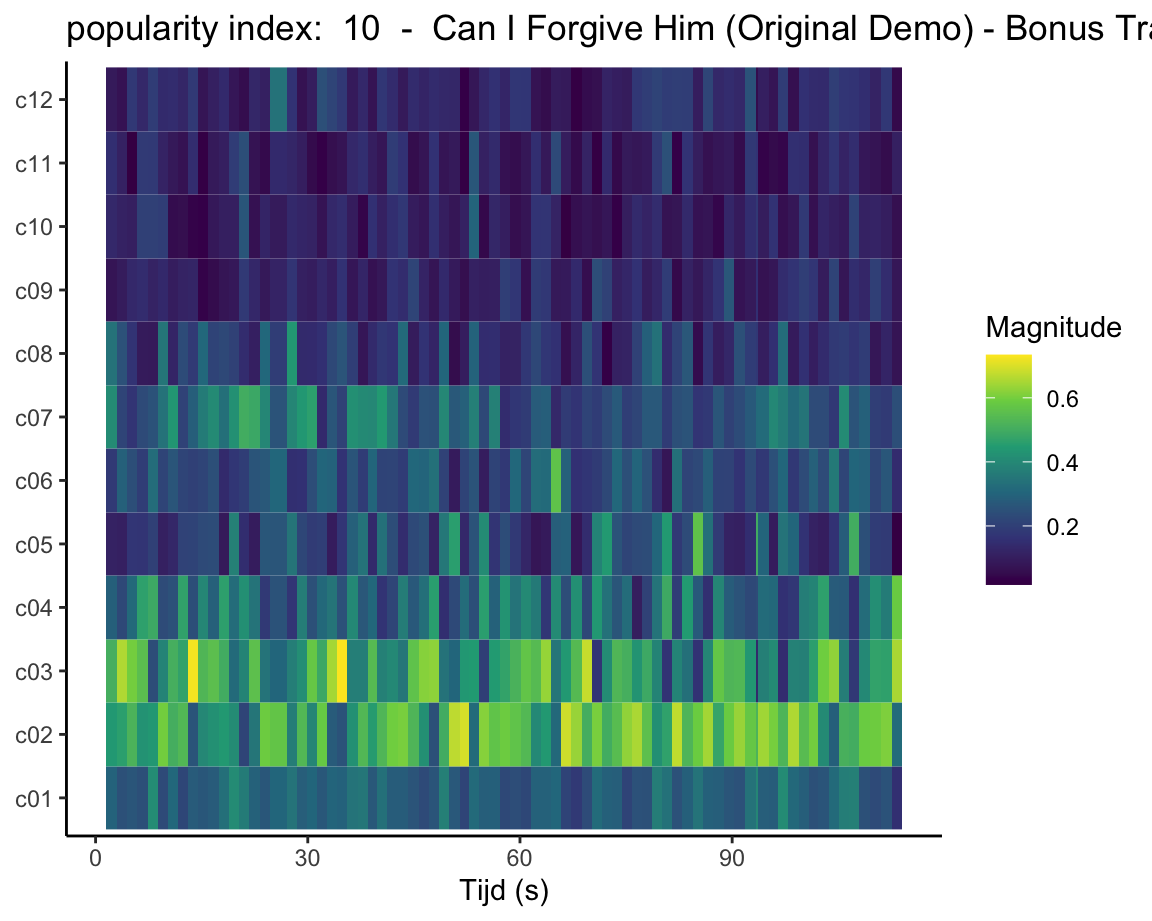 popularity index:  10  -  Can I Forgive Him (Original Demo) - Bonus
c12
c11
c10
c09
c08
c07
c06
c05
c04
c03
c02
c01
0
30
60
90
Tijd (s)
Magnitude
0.6
0.4
0.2